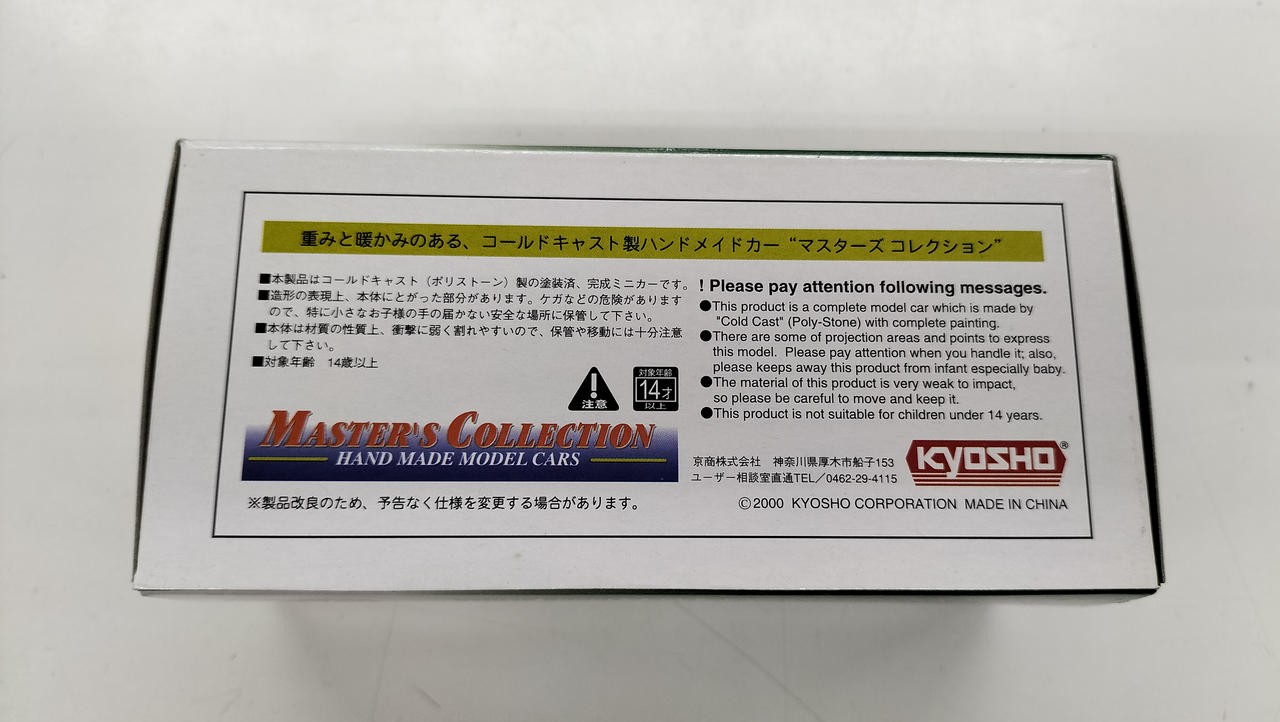 重みと暖かみのある、コールドキャスト製ハンドメイドカー“マスターズ コレクション”
■本製品はコールドキャスト（ポリストーン）製の塗装済、完成ミニカーです。
■造形の表現上、本体にとがった部分があります。ケガなどの危険があります
ので、特に小さなお子様の手の届かない安全な場所に保管して下さい。
■本体は材質の性質上、衝撃に弱く割れやすいので、保管や移動には十分注意
して下さい。
■対象年齢　14歳以上
注意
対象年齢
14才
以上
MASTER'S COLLECTION
HAND MADE MODEL CARS
※製品改良のため、予告なく仕様を変更する場合があります。
! Please pay attention following messages.
●This product is a complete model car which is made by
"Cold Cast" (Poly-Stone) with complete painting.
●There are some of projection areas and points to express
this model.  Please pay attention when you handle it; also,
please keeps away this product from infant especially baby.
●The material of this product is very weak to impact,
so please be careful to move and keep it.
●This product is not suitable for children under 14 years.
京商株式会社　神奈川県厚木市船子153
ユーザー相談室直通TEL／0462-29-4115
KYOSHO®
©2000 KYOSHO CORPORATION MADE IN CHINA